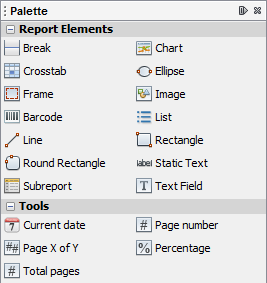 Palette
Report Elements
Break Chart
Crosstab Ellipse
Frame Image
Barcode List
Line Rectangle
Round Rectangle label Static Text
Subreport T Text Field
Tools
7 Current date # Page number
## Page X of Y % Percentage
# Total pages